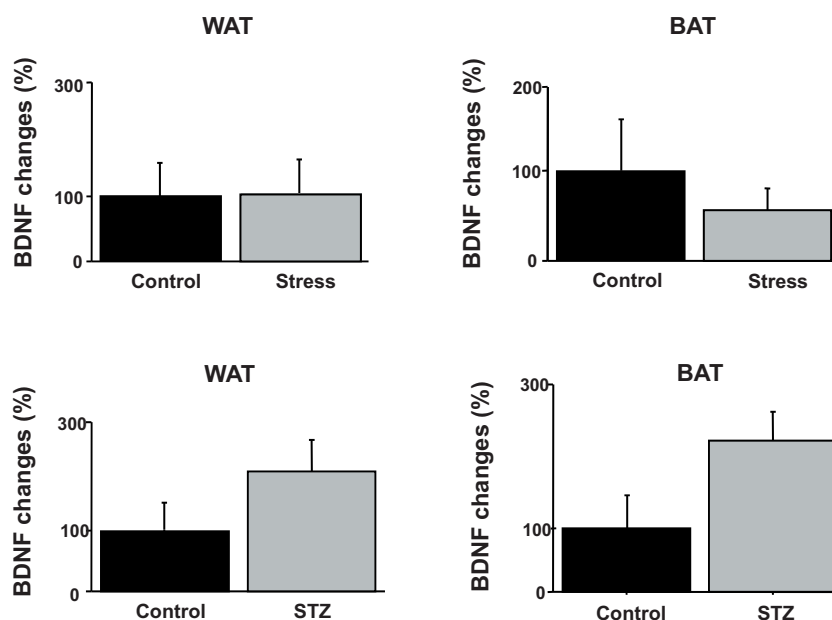 WAT
BDNF changes (%)
300
100
0
Control Stress
BAT
BDNF changes (%)
200
100
0
Control Stress
WAT
BDNF changes (%)
300
100
0
Control STZ
BAT
BDNF changes (%)
300
100
0
Control STZ